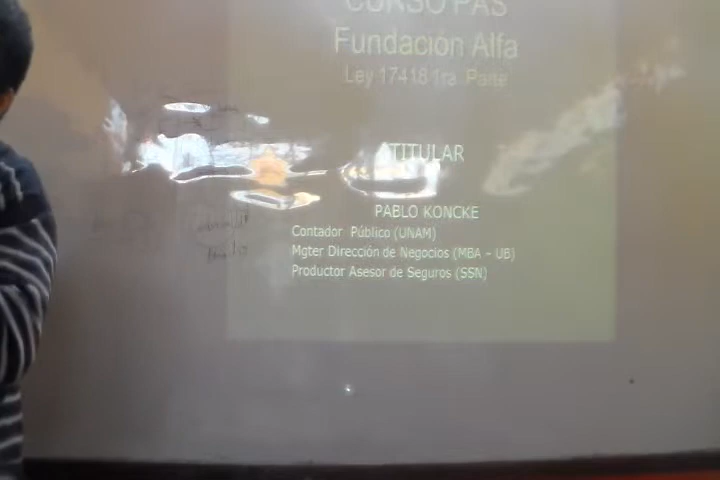 CURSO PAS
Fundación Alfa
Ley 17418 1ra. Parte
TITULAR
PABLO KONCKE
Contador Público (UNAM)
Mgter Dirección de Negocios (MBA - UB)
Productor Asesor de Seguros (SSN)